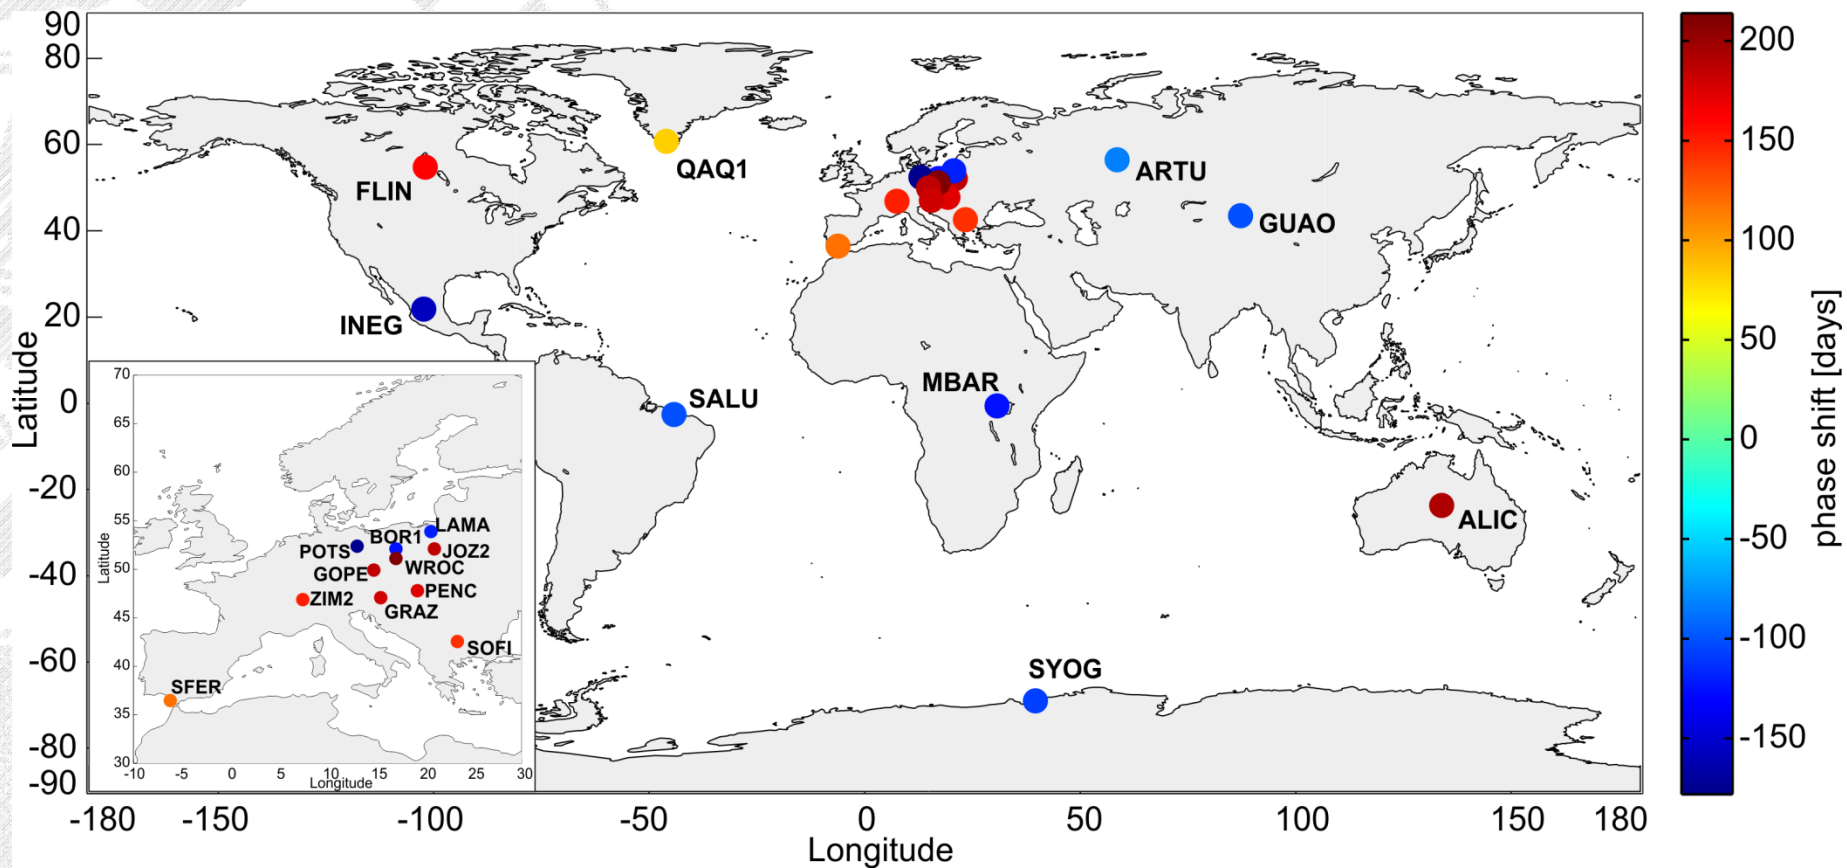 90
80
60
40
20
0
-20
-40
-60
-80
-90
Latitude
-180
-150
-100
-50
0
50
100
150
180
Longitude
FLIN
QAQ1
ARTU
GUAO
INEG
SALU
MBAR
ALIC
SYOG
70
65
60
55
50
45
40
35
30
Latitude
-10
-5
0
5
10
15
20
25
30
Longitude
LAMA
BOR1
POTS
JOZ2
GOPE
WROC
ZIM2
PENC
GRAZ
SOFI
SFER
200
150
100
50
0
-50
-100
-150
phase shift [days]